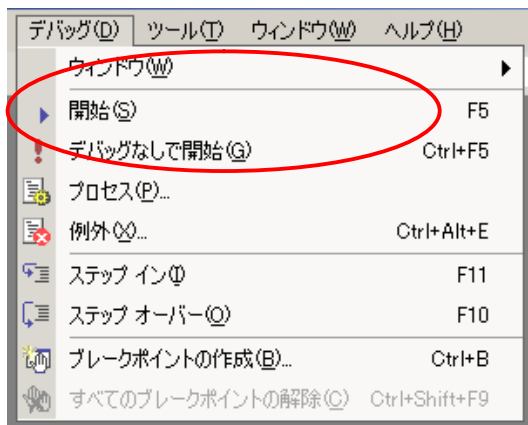 デバッグ(D) ツール(T) ウィンドウ(W) ヘルプ(H)
ウィンドウ(W)
開始(S) F5
デバッグなしで開始(G) Ctrl+F5
プロセス(P)...
例外(X)... Ctrl+Alt+E
ステップ イン(I) F11
ステップ オーバー(O) F10
ブレークポイントの作成(B)... Ctrl+B
すべてのブレークポイントの解除(C) Ctrl+Shift+F9